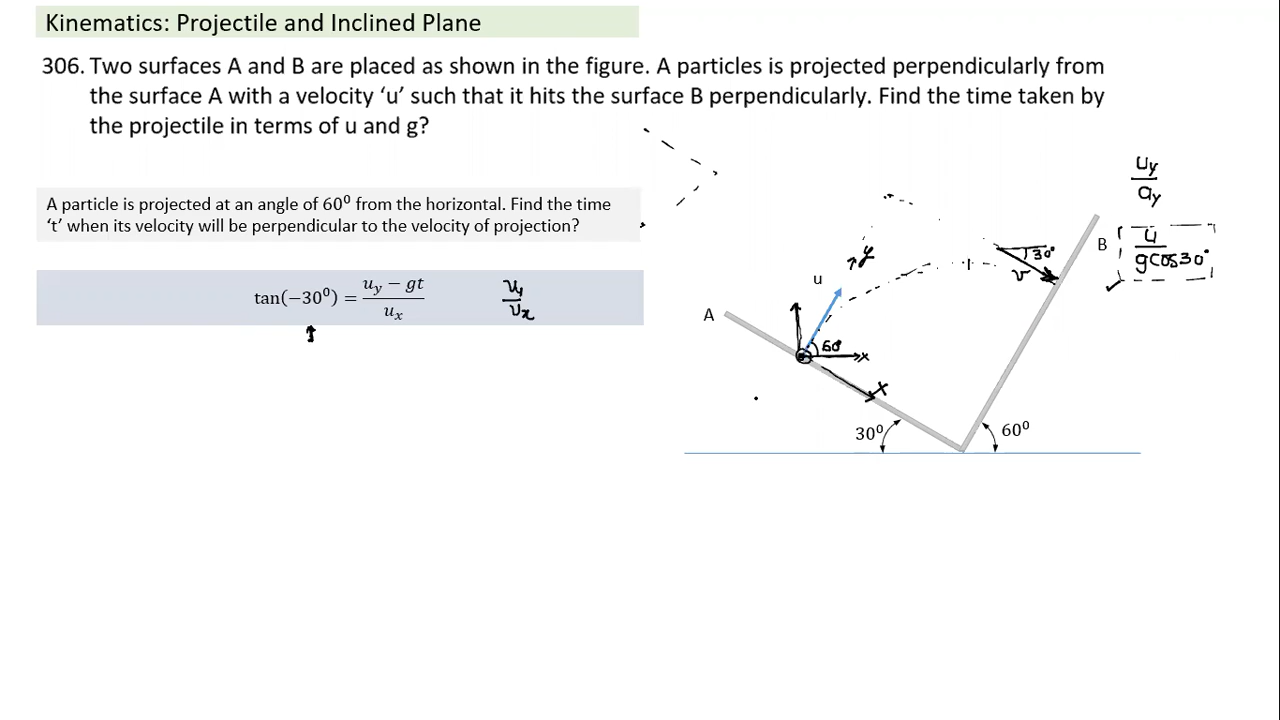 Kinematics: Projectile and Inclined Plane
306. Two surfaces A and B are placed as shown in the figure. A particles is projected perpendicularly from
the surface A with a velocity ‘u’ such that it hits the surface B perpendicularly. Find the time taken by
the projectile in terms of u and g?
A particle is projected at an angle of 60⁰ from the horizontal. Find the time
‘t’ when its velocity will be perpendicular to the velocity of projection?
tan(−30⁰) = (u_y − gt)/u_x
v_y/v_x
u_y/a_y
u/(g cos30°)
B
30°
v
y
u
A
60°
x
x
30⁰
60⁰